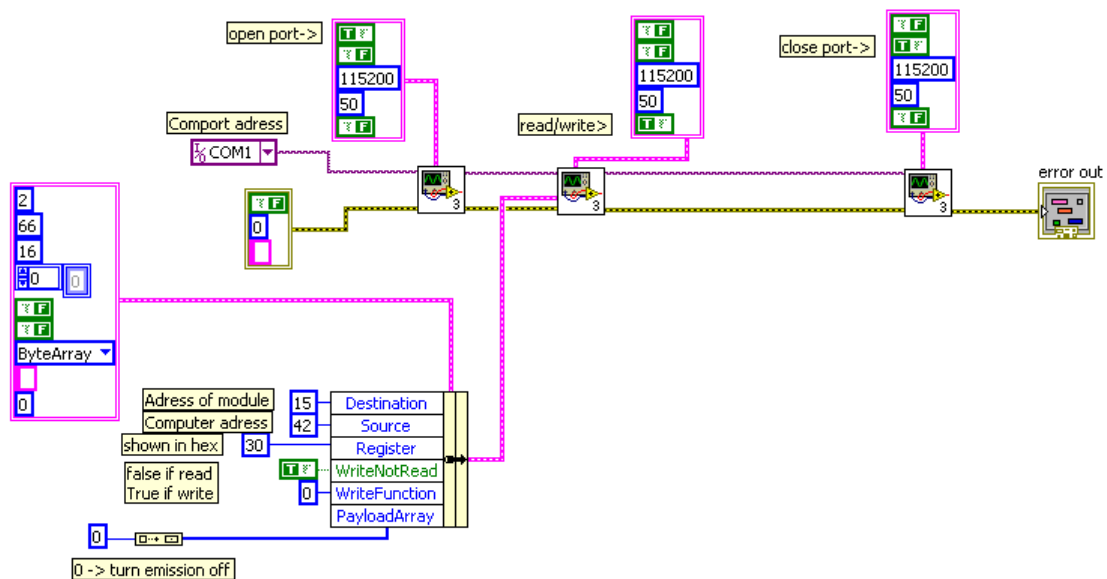 open port->
T F
F
115200
50
F
read/write>
F
F
115200
50
T
close port->
F
T
115200
50
F
Comport adress
I/O COM1
3
3
3
error out
F
0
2
66
16
0
0
F
F
ByteArray
0
Adress of module
15
Destination
Computer adress
42
Source
shown in hex
30
Register
false if read
True if write
T
WriteNotRead
0
WriteFunction
PayloadArray
0
0 -> turn emission off